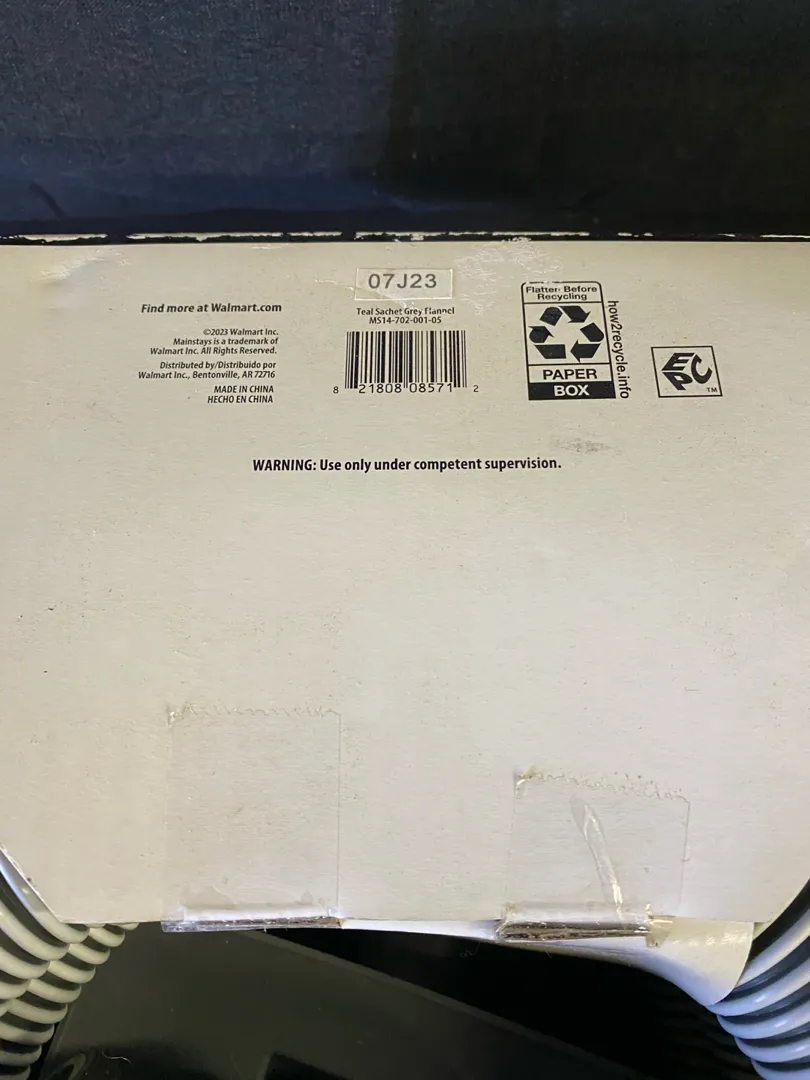 07J23
Find more at Walmart.com
©2023 Walmart Inc.
Mainstays is a trademark of
Walmart Inc. All Rights Reserved.
Distributed by/Distribuido por
Walmart Inc., Bentonville, AR 72716
MADE IN CHINA
HECHO EN CHINA
Teal Sachet Grey Flannel
MS14-702-001-05
8 21808 08571 2
Flatten Before
Recycling
PAPER
BOX
how2recycle.info
EPC
TM
WARNING: Use only under competent supervision.